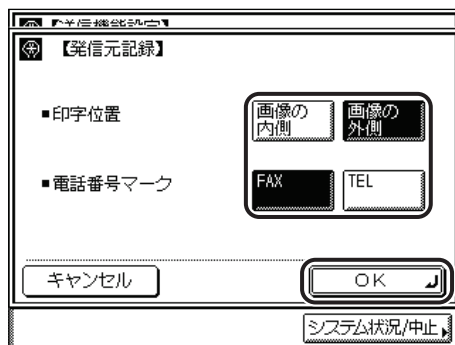 【発信元記録】
■印字位置
画像の
内側
画像の
外側
■電話番号マーク
FAX
TEL
キャンセル
OK
システム状況/中止